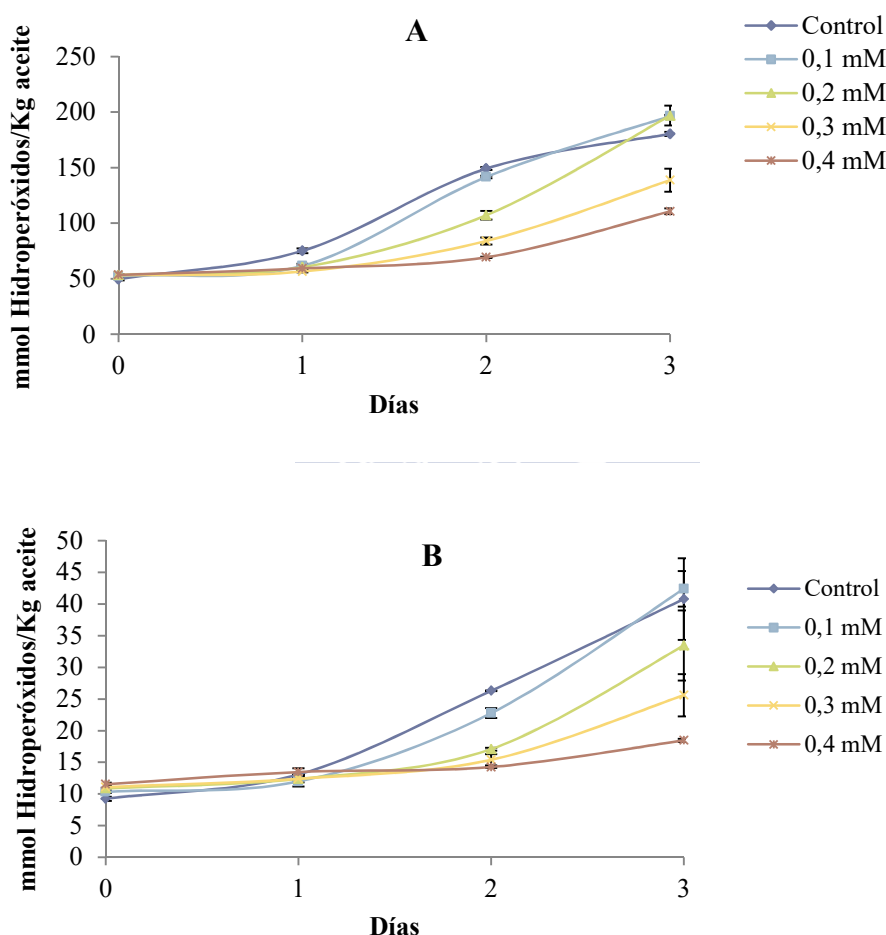 A
mmol Hidroperóxidos/Kg aceite
250
200
150
100
50
0
0 1 2 3
Días
Control
0,1 mM
0,2 mM
0,3 mM
0,4 mM
B
mmol Hidroperóxidos/Kg aceite
50
45
40
35
30
25
20
15
10
5
0
0 1 2 3
Días
Control
0,1 mM
0,2 mM
0,3 mM
0,4 mM